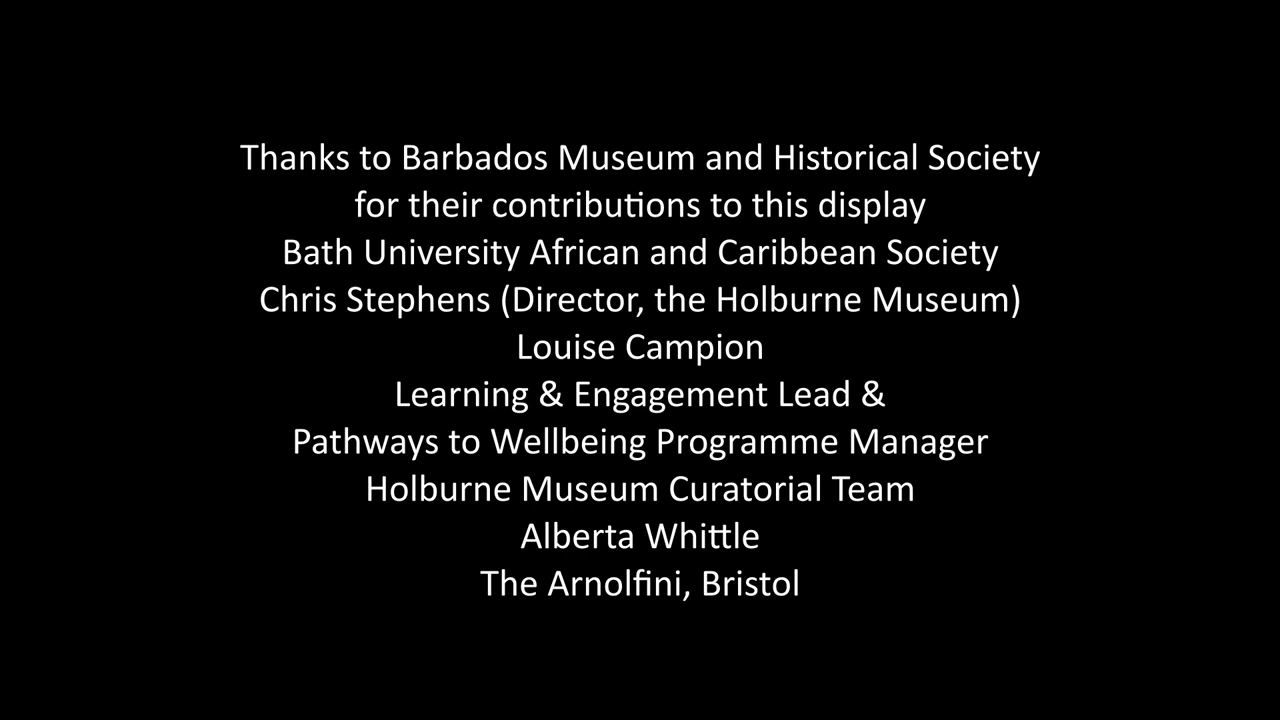 Thanks to Barbados Museum and Historical Society
for their contributions to this display
Bath University African and Caribbean Society
Chris Stephens (Director, the Holburne Museum)
Louise Campion
Learning & Engagement Lead &
Pathways to Wellbeing Programme Manager
Holburne Museum Curatorial Team
Alberta Whittle
The Arnolfini, Bristol